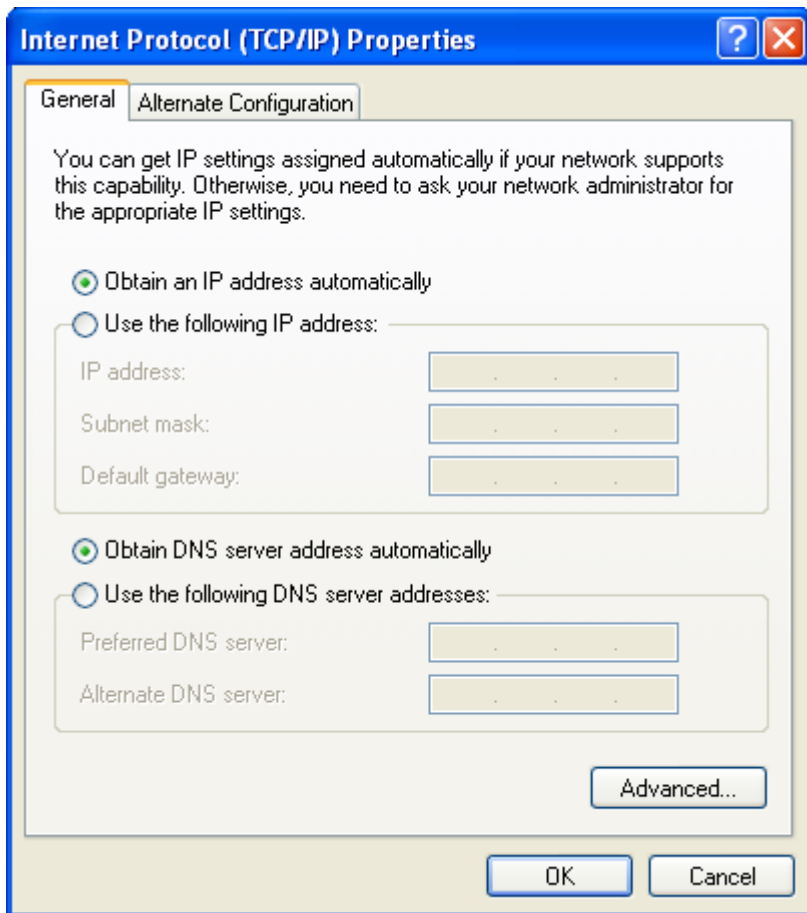 Internet Protocol (TCP/IP) Properties
General
Alternate Configuration
You can get IP settings assigned automatically if your network supports
this capability. Otherwise, you need to ask your network administrator for
the appropriate IP settings.
Obtain an IP address automatically
Use the following IP address:
IP address:
Subnet mask:
Default gateway:
Obtain DNS server address automatically
Use the following DNS server addresses:
Preferred DNS server:
Alternate DNS server:
Advanced...
OK
Cancel